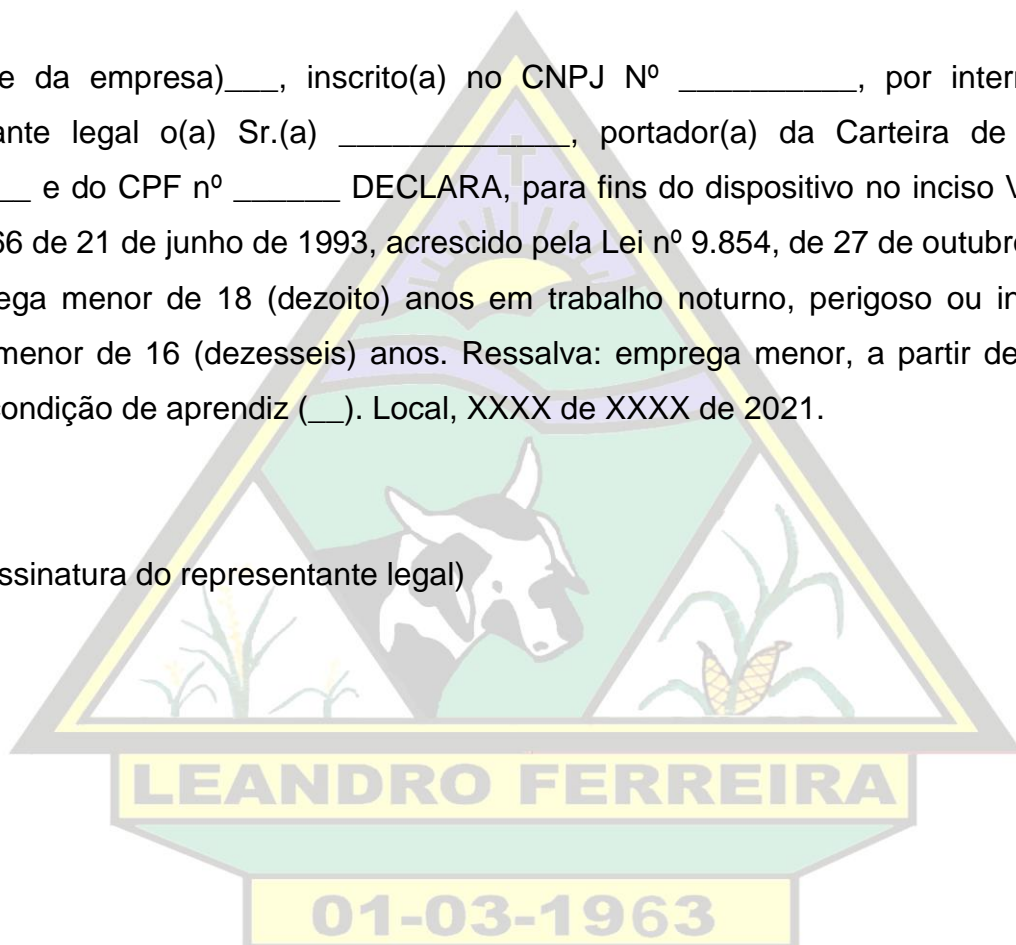 e da empresa)___, inscrito(a) no CNPJ Nº __________, por inter
ante legal o(a) Sr.(a) _____________, portador(a) da Carteira de
__ e do CPF nº ______ DECLARA, para fins do dispositivo no inciso V
66 de 21 de junho de 1993, acrescido pela Lei nº 9.854, de 27 de outubr
ega menor de 18 (dezoito) anos em trabalho noturno, perigoso ou in
menor de 16 (dezesseis) anos. Ressalva: emprega menor, a partir de
condição de aprendiz (__). Local, XXXX de XXXX de 2021.
ssinatura do representante legal)
LEANDRO FERREIRA
01-03-1963